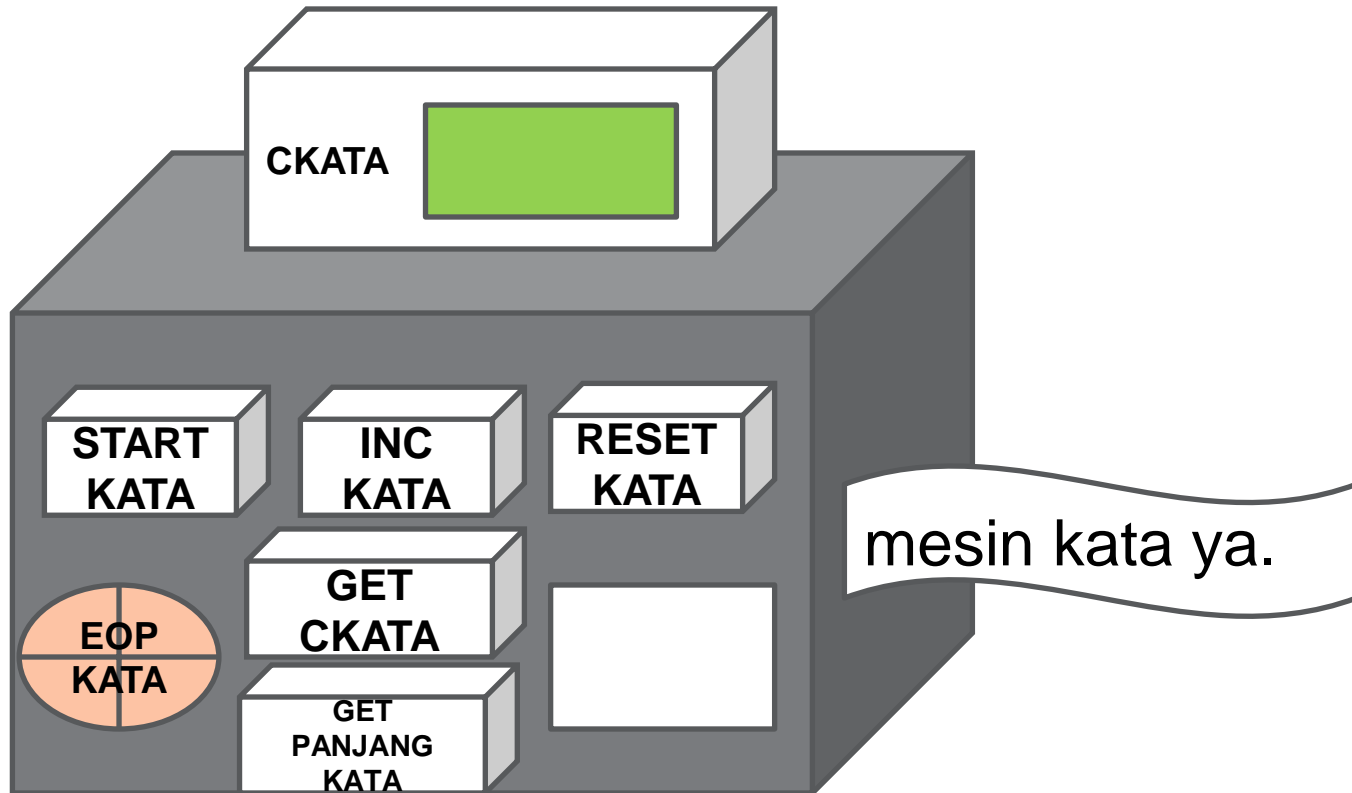 CKATA
START
KATA
INC
KATA
RESET
KATA
mesin kata ya.
GET
CKATA
EOP
KATA
GET
PANJANG
KATA